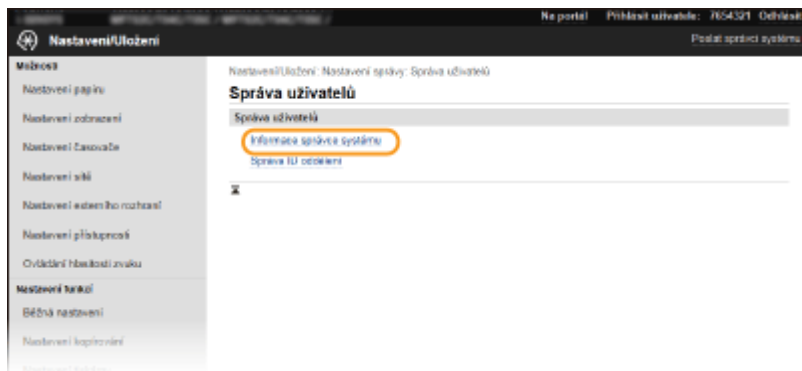 Na portál Přihlásit uživatele: 7654321 Odhlásit
Nastavení/Uložení
Poslat správci systému
Možnosti
Nastavení papíru
Nastavení zobrazení
Nastavení časovače
Nastavení sítě
Nastavení externího rozhraní
Nastavení přístupnosti
Ovládání hlasitosti zvuku
Nastavení funkcí
Běžná nastavení
Nastavení kopírování
Nastavení/Uložení: Nastavení správy: Správa uživatelů
Správa uživatelů
Správa uživatelů
Informace správce systému
Správa ID oddělení